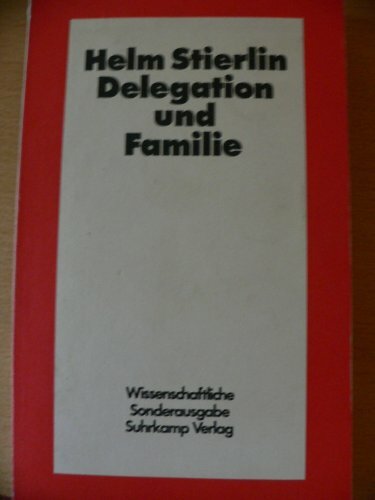 Helm Stierlin
Delegation
und
Familie
Wissenschaftliche
Sonderausgabe
Suhrkamp Verlag